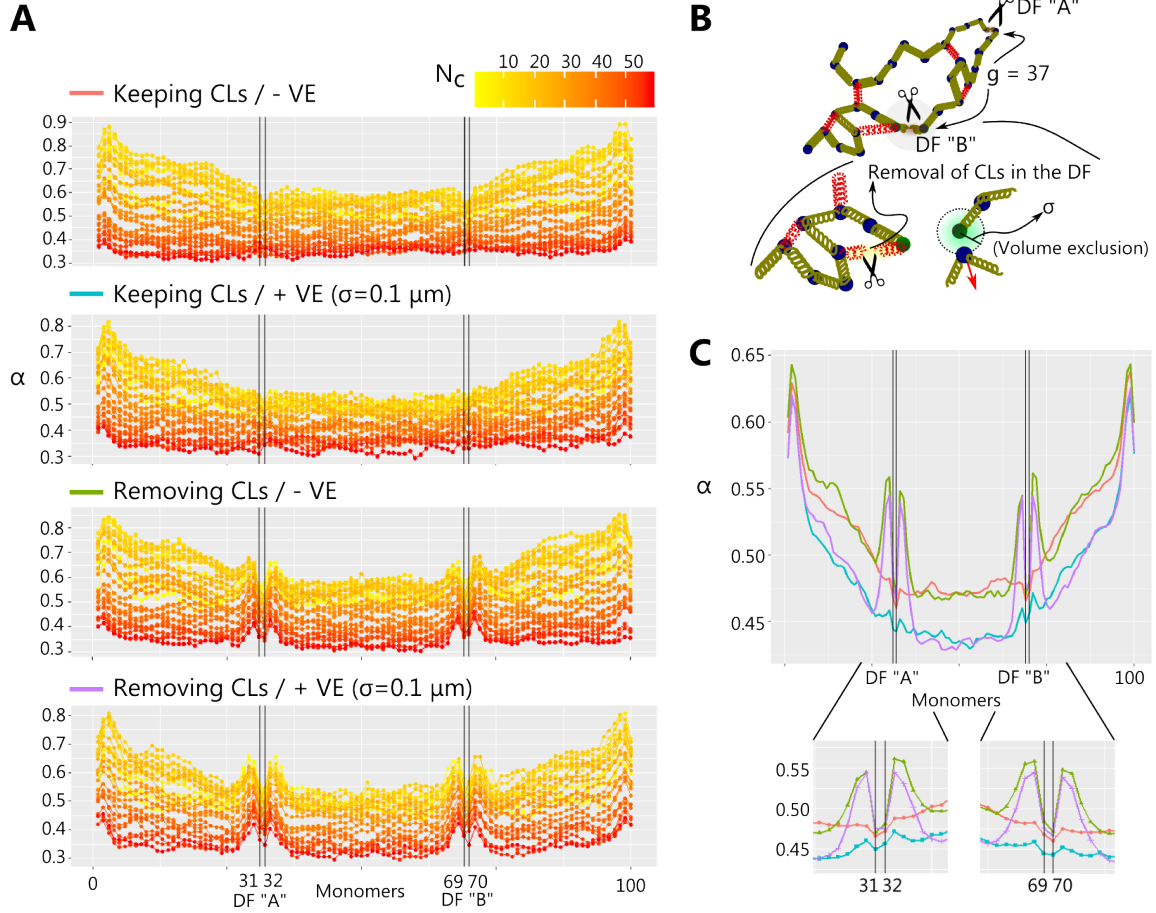 A
N_c
10 20 30 40 50
Keeping CLs / - VE
0.9
0.8
0.7
0.6
0.5
0.4
0.3
Keeping CLs / + VE (σ=0.1 μm)
0.8
0.7
0.6
0.5
0.4
0.3
α
Removing CLs / - VE
0.8
0.7
0.6
0.5
0.4
0.3
Removing CLs / + VE (σ=0.1 μm)
0.8
0.7
0.6
0.5
0.4
0.3
0 31 32 Monomers 69 70 100
DF "A" DF "B"
B
DF "A"
g = 37
DF "B"
Removal of CLs in the DF
σ
(Volume exclusion)
C
0.65
0.60
0.55
0.50
0.45
α
DF "A" DF "B" 100
Monomers
0.55
0.50
0.45
31 32 69 70